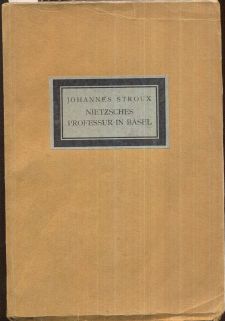 JOHANNES STROUX
NIETZSCHES
PROFESSUR IN BASEL